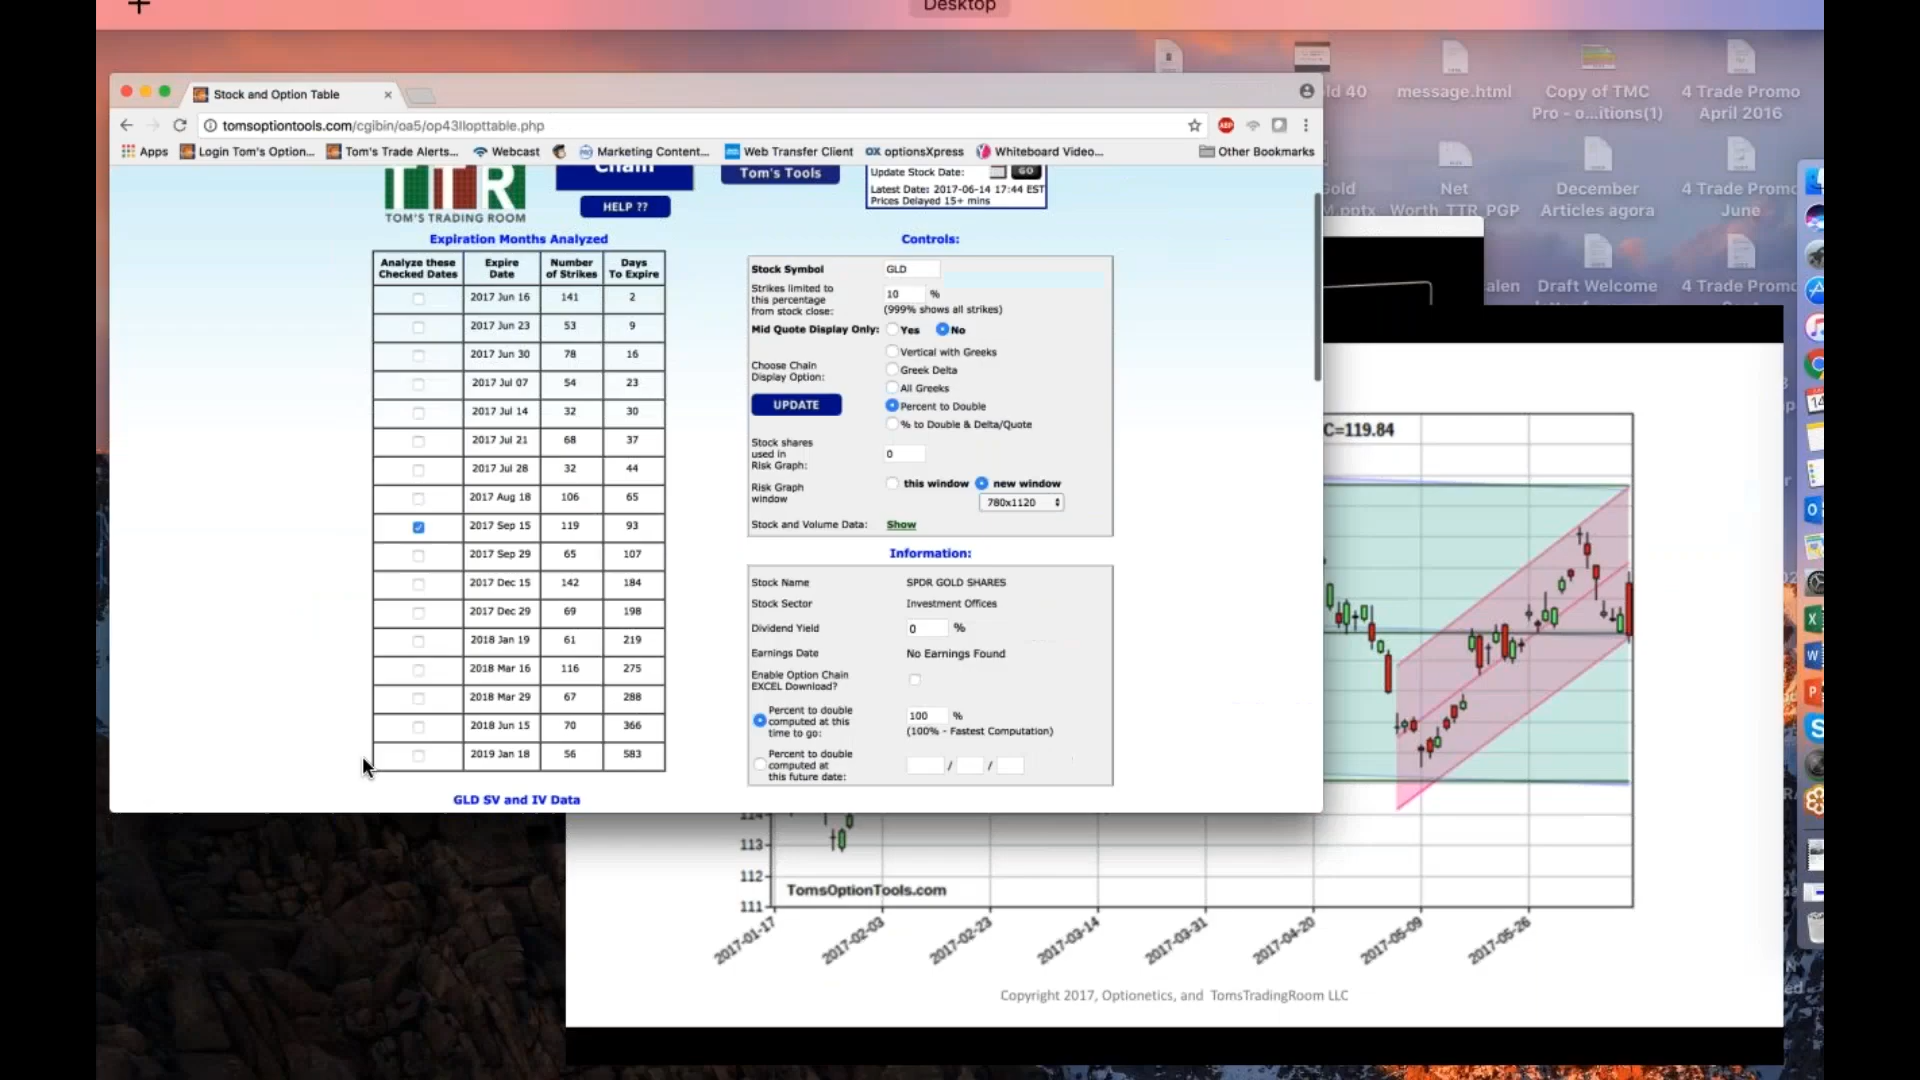 Desktop
Stock and Option Table
tomsoptiontools.com/cgibin/oa5/op43llopttable.php
Apps Login Tom's Option... Tom's Trade Alerts... Webcast Marketing Content... Web Transfer Client OX optionsXpress Whiteboard Video... Other Bookmarks
TTR
TOM'S TRADING ROOM
Chain
HELP ??
Tom's Tools
Update Stock Date: GO
Latest Date: 2017-06-14 17:44 EST
Prices Delayed 15+ mins
Expiration Months Analyzed
Analyze these Checked Dates Expire Date Number of Strikes Days To Expire
2017 Jun 16 141 2
2017 Jun 23 53 9
2017 Jun 30 78 16
2017 Jul 07 54 23
2017 Jul 14 32 30
2017 Jul 21 68 37
2017 Jul 28 32 44
2017 Aug 18 106 65
2017 Sep 15 119 93
2017 Sep 29 65 107
2017 Dec 15 142 184
2017 Dec 29 69 198
2018 Jan 19 61 219
2018 Mar 16 116 275
2018 Mar 29 67 288
2018 Jun 15 70 366
2019 Jan 18 56 583
GLD SV and IV Data
Controls:
Stock Symbol GLD
Strikes limited to
this percentage
from stock close:
10 %
(999% shows all strikes)
Mid Quote Display Only: Yes No
Choose Chain
Display Option:
Vertical with Greeks
Greek Delta
All Greeks
Percent to Double
% to Double & Delta/Quote
UPDATE
Stock shares
used in
Risk Graph:
0
Risk Graph
window
this window new window
780x1120
Stock and Volume Data: Show
Information:
Stock Name SPDR GOLD SHARES
Stock Sector Investment Offices
Dividend Yield 0 %
Earnings Date No Earnings Found
Enable Option Chain
EXCEL Download?
Percent to double
computed at this
time to go:
100 %
(100% - Fastest Computation)
Percent to double
computed at
this future date:
/ /
ld 40
message.html
Copy of TMC
Pro - o...itions(1)
4 Trade Promo
April 2016
Gold
M.pptx
Net
Worth_TTR_PGP
December
Articles agora
4 Trade Promo
June
alen
Draft Welcome
4 Trade Promo
C=119.84
113
112
111
TomsOptionTools.com
2017-01-17
2017-02-03
2017-02-23
2017-03-14
2017-03-31
2017-04-20
2017-05-09
2017-05-26
Copyright 2017, Optionetics, and TomsTradingRoom LLC